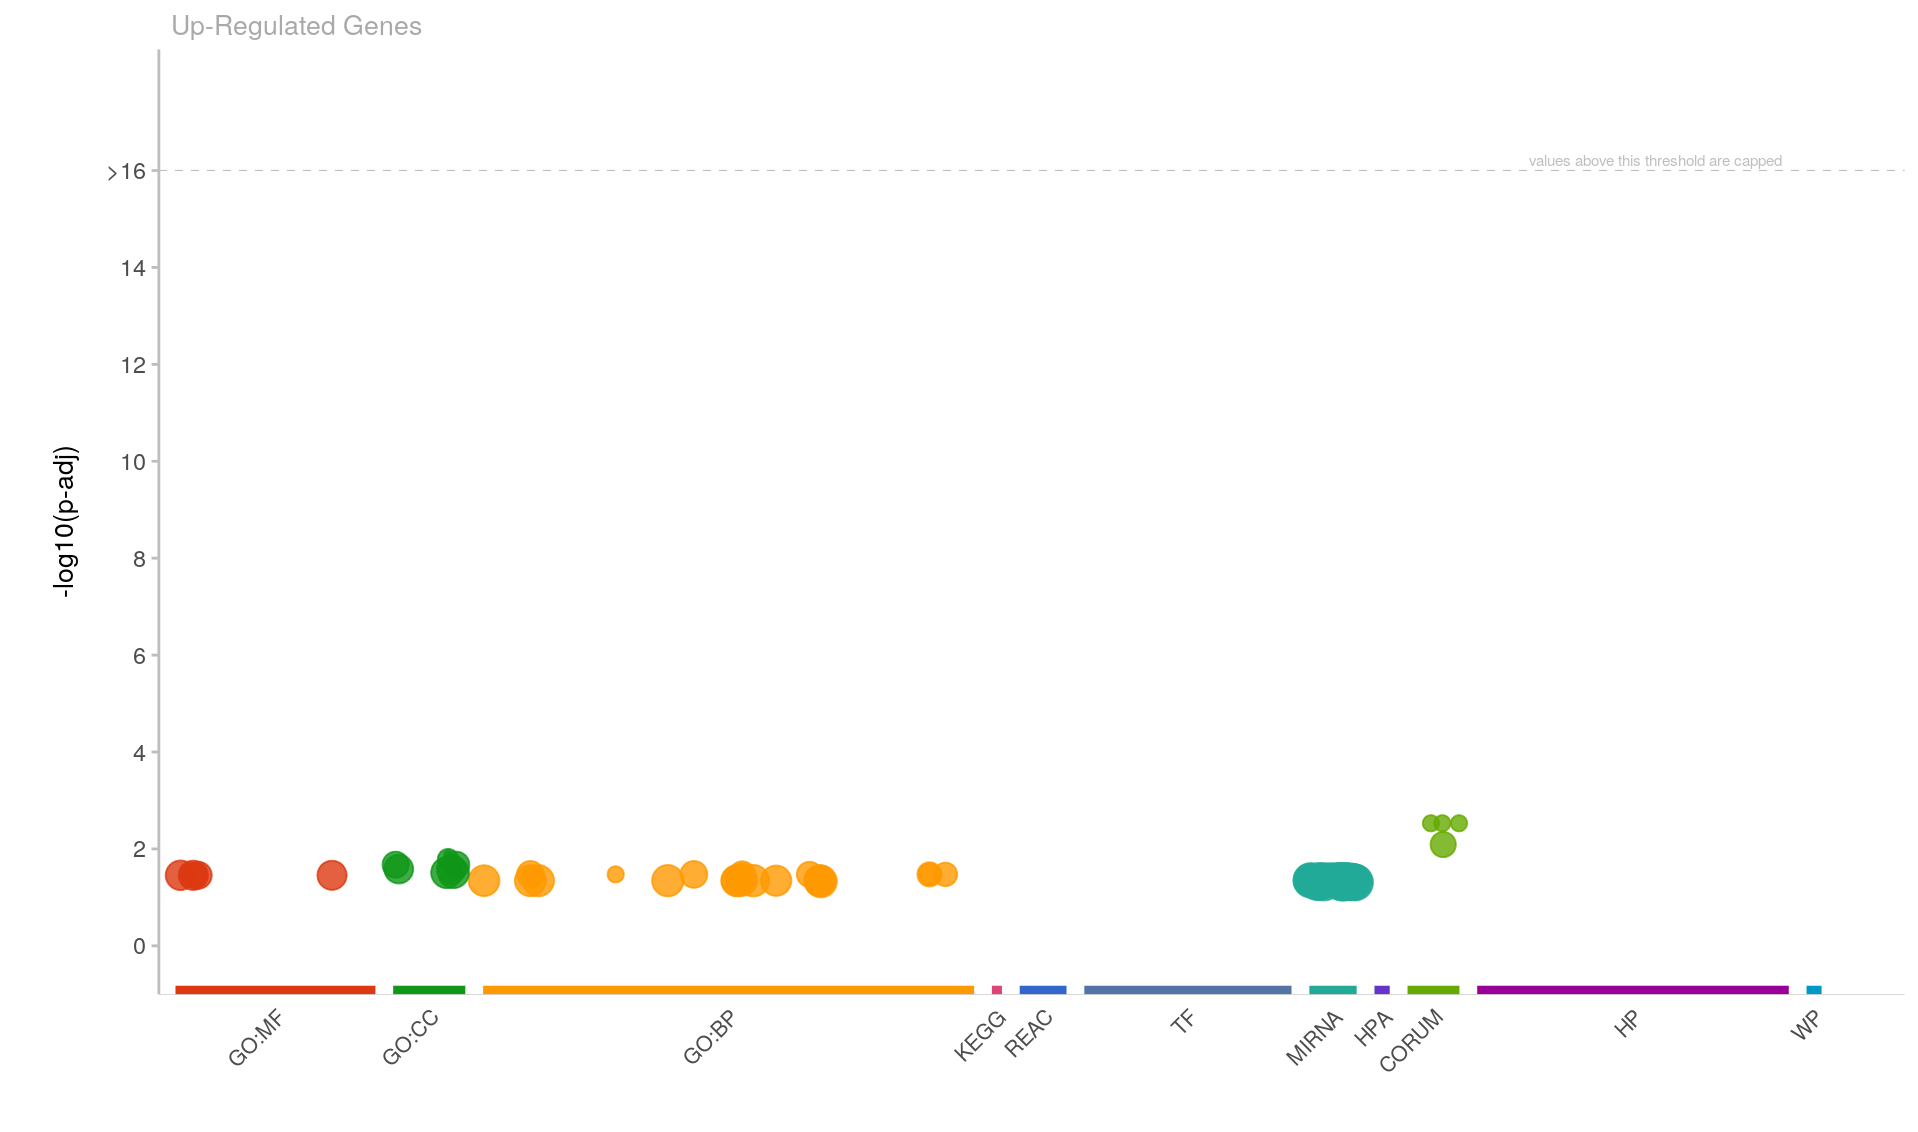 Up-Regulated Genes
values above this threshold are capped
>16
14
12
10
8
6
4
2
0
-log10(p-adj)
GO:MF
GO:CC
GO:BP
KEGG
REAC
TF
MIRNA
HPA
CORUM
HP
WP